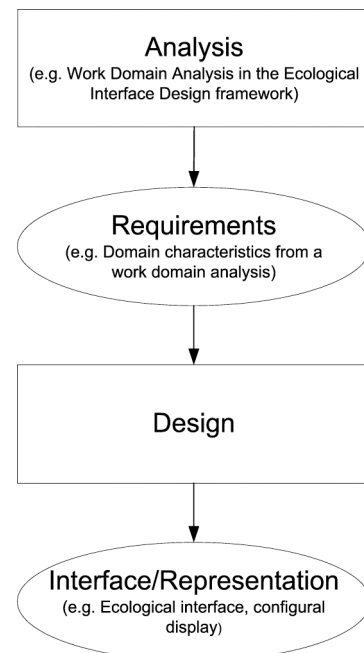 Analysis
(e.g. Work Domain Analysis in the Ecological
Interface Design framework)
Requirements
(e.g. Domain characteristics from a
work domain analysis)
Design
Interface/Representation
(e.g. Ecological interface, configural
display)